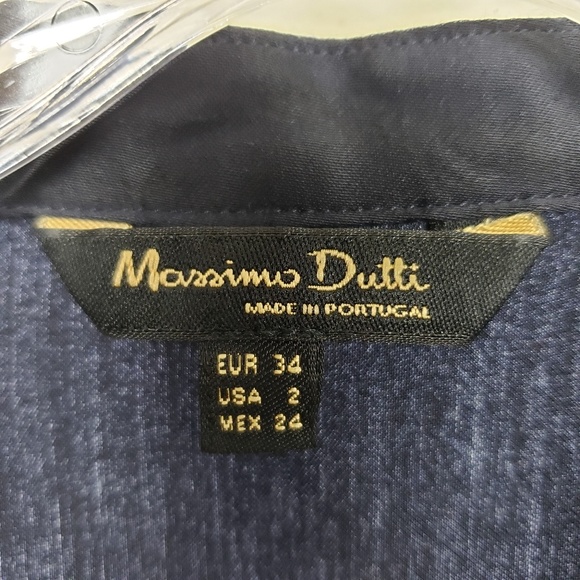 Massimo Dutti
MADE IN PORTUGAL
EUR 34
USA 2
MEX 24